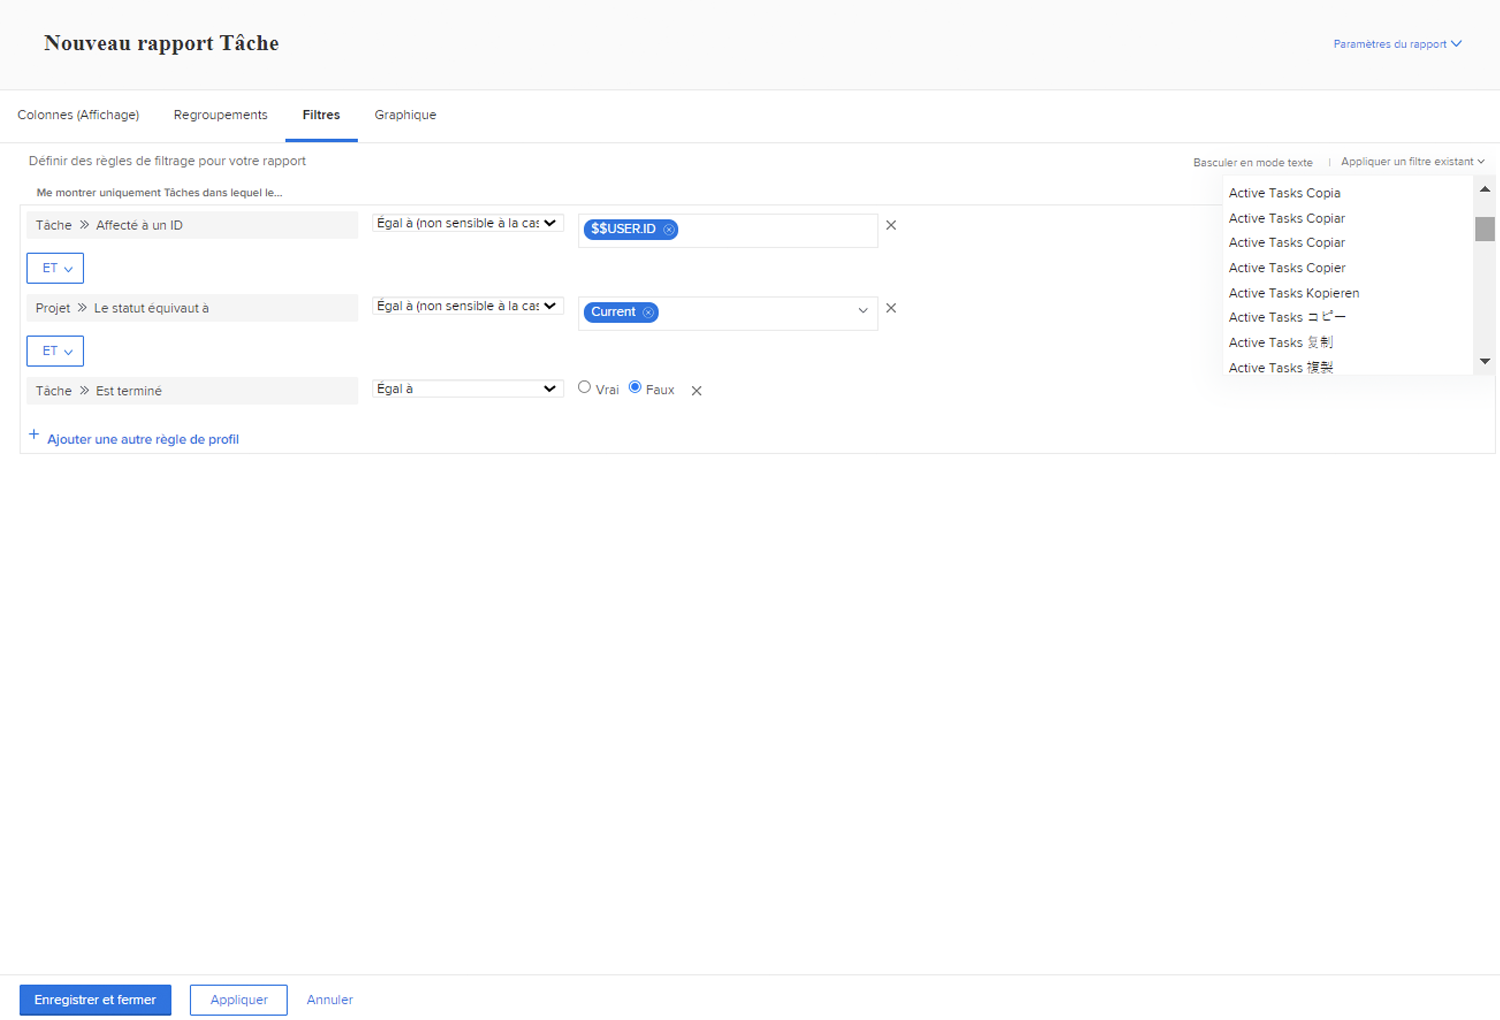 Nouveau rapport Tâche
Paramètres du rapport
Colonnes (Affichage) Regroupements Filtres Graphique
Définir des règles de filtrage pour votre rapport
Basculer en mode texte | Appliquer un filtre existant
Me montrer uniquement Tâches dans lequel le...
Tâche » Affecté à un ID Égal à (non sensible à la cas $$USER.ID
ET
Projet » Le statut équivaut à Égal à (non sensible à la cas Current
ET
Tâche » Est terminé Égal à Vrai Faux
+ Ajouter une autre règle de profil
Active Tasks Copia
Active Tasks Copiar
Active Tasks Copiar
Active Tasks Copier
Active Tasks Kopieren
Active Tasks コピー
Active Tasks 复制
Active Tasks 複製
Enregistrer et fermer Appliquer Annuler